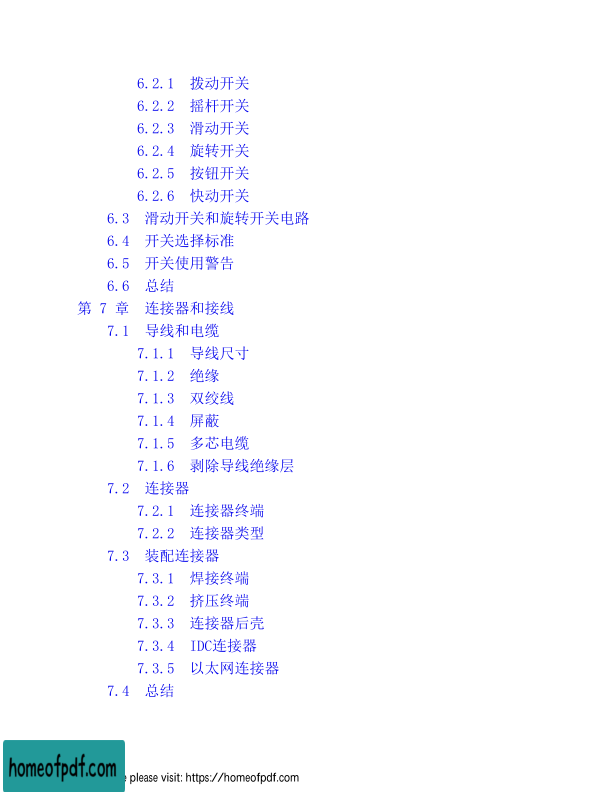 6.2.1 拨动开关
6.2.2 摇杆开关
6.2.3 滑动开关
6.2.4 旋转开关
6.2.5 按钮开关
6.2.6 快动开关
6.3 滑动开关和旋转开关电路
6.4 开关选择标准
6.5 开关使用警告
6.6 总结
第 7 章 连接器和接线
7.1 导线和电缆
7.1.1 导线尺寸
7.1.2 绝缘
7.1.3 双绞线
7.1.4 屏蔽
7.1.5 多芯电缆
7.1.6 剥除导线绝缘层
7.2 连接器
7.2.1 连接器终端
7.2.2 连接器类型
7.3 装配连接器
7.3.1 焊接终端
7.3.2 挤压终端
7.3.3 连接器后壳
7.3.4 IDC连接器
7.3.5 以太网连接器
7.4 总结
homeofpdf.com
please visit: https://homeofpdf.com